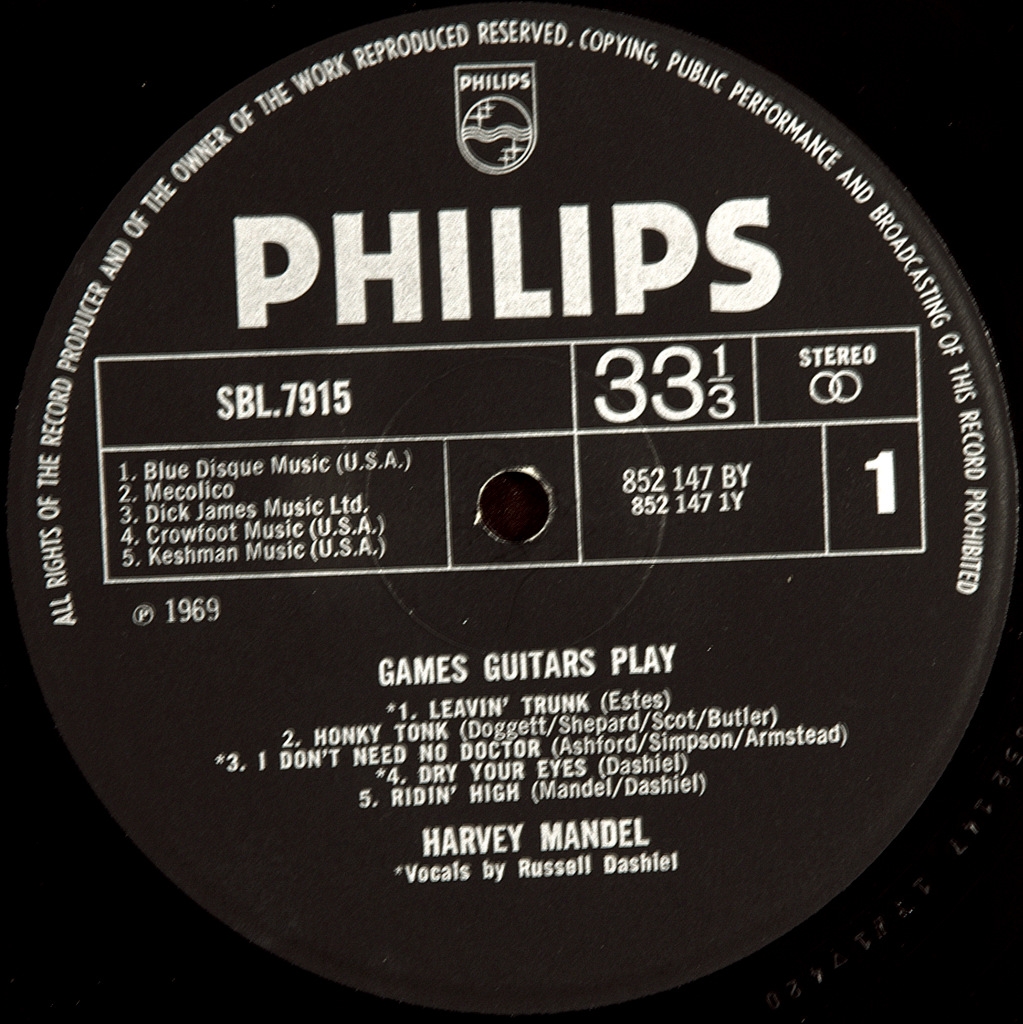 ALL RIGHTS OF THE RECORD PRODUCER AND OF THE OWNER OF THE WORK REPRODUCED RESERVED. COPYING, PUBLIC PERFORMANCE AND BROADCASTING OF THIS RECORD PROHIBITED
PHILIPS
PHILIPS
SBL.7915
33 1/3
STEREO
1. Blue Disque Music (U.S.A.)
2. Mecolico
3. Dick James Music Ltd.
4. Crowfoot Music (U.S.A.)
5. Keshman Music (U.S.A.)
852 147 BY
852 147 1Y
1
℗ 1969
GAMES GUITARS PLAY
*1. LEAVIN' TRUNK (Estes)
2. HONKY TONK (Doggett/Shepard/Scot/Butler)
*3. I DON'T NEED NO DOCTOR (Ashford/Simpson/Armstead)
*4. DRY YOUR EYES (Dashiel)
5. RIDIN' HIGH (Mandel/Dashiel)
HARVEY MANDEL
*Vocals by Russell Dashiel